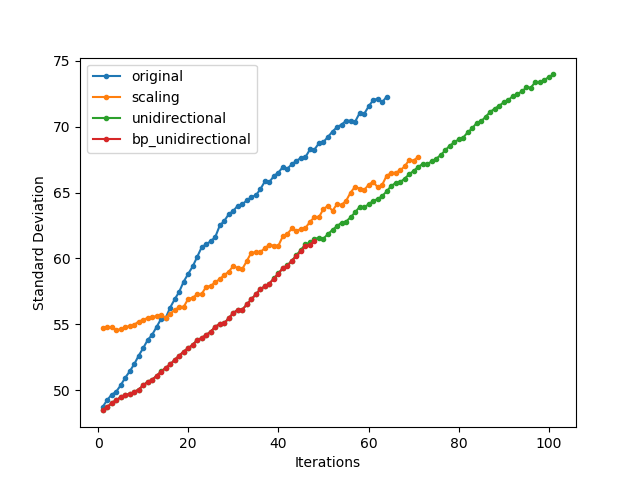 original
scaling
unidirectional
bp_unidirectional
Standard Deviation
75
70
65
60
55
50
0 20 40 60 80 100
Iterations